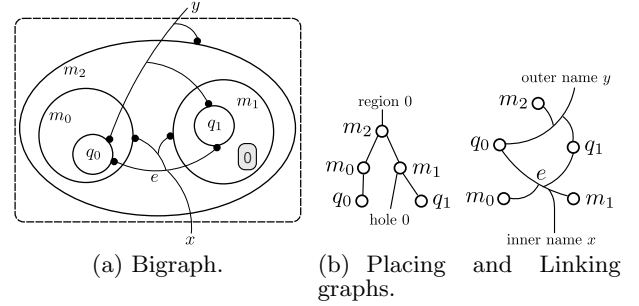 y
m2
m0
m1
q0
q1
0
e
x
(a) Bigraph.
region 0
m2
m0
m1
q0
q1
hole 0
outer name y
m2
q0
q1
e
m0
m1
inner name x
(b) Placing and Linking
graphs.